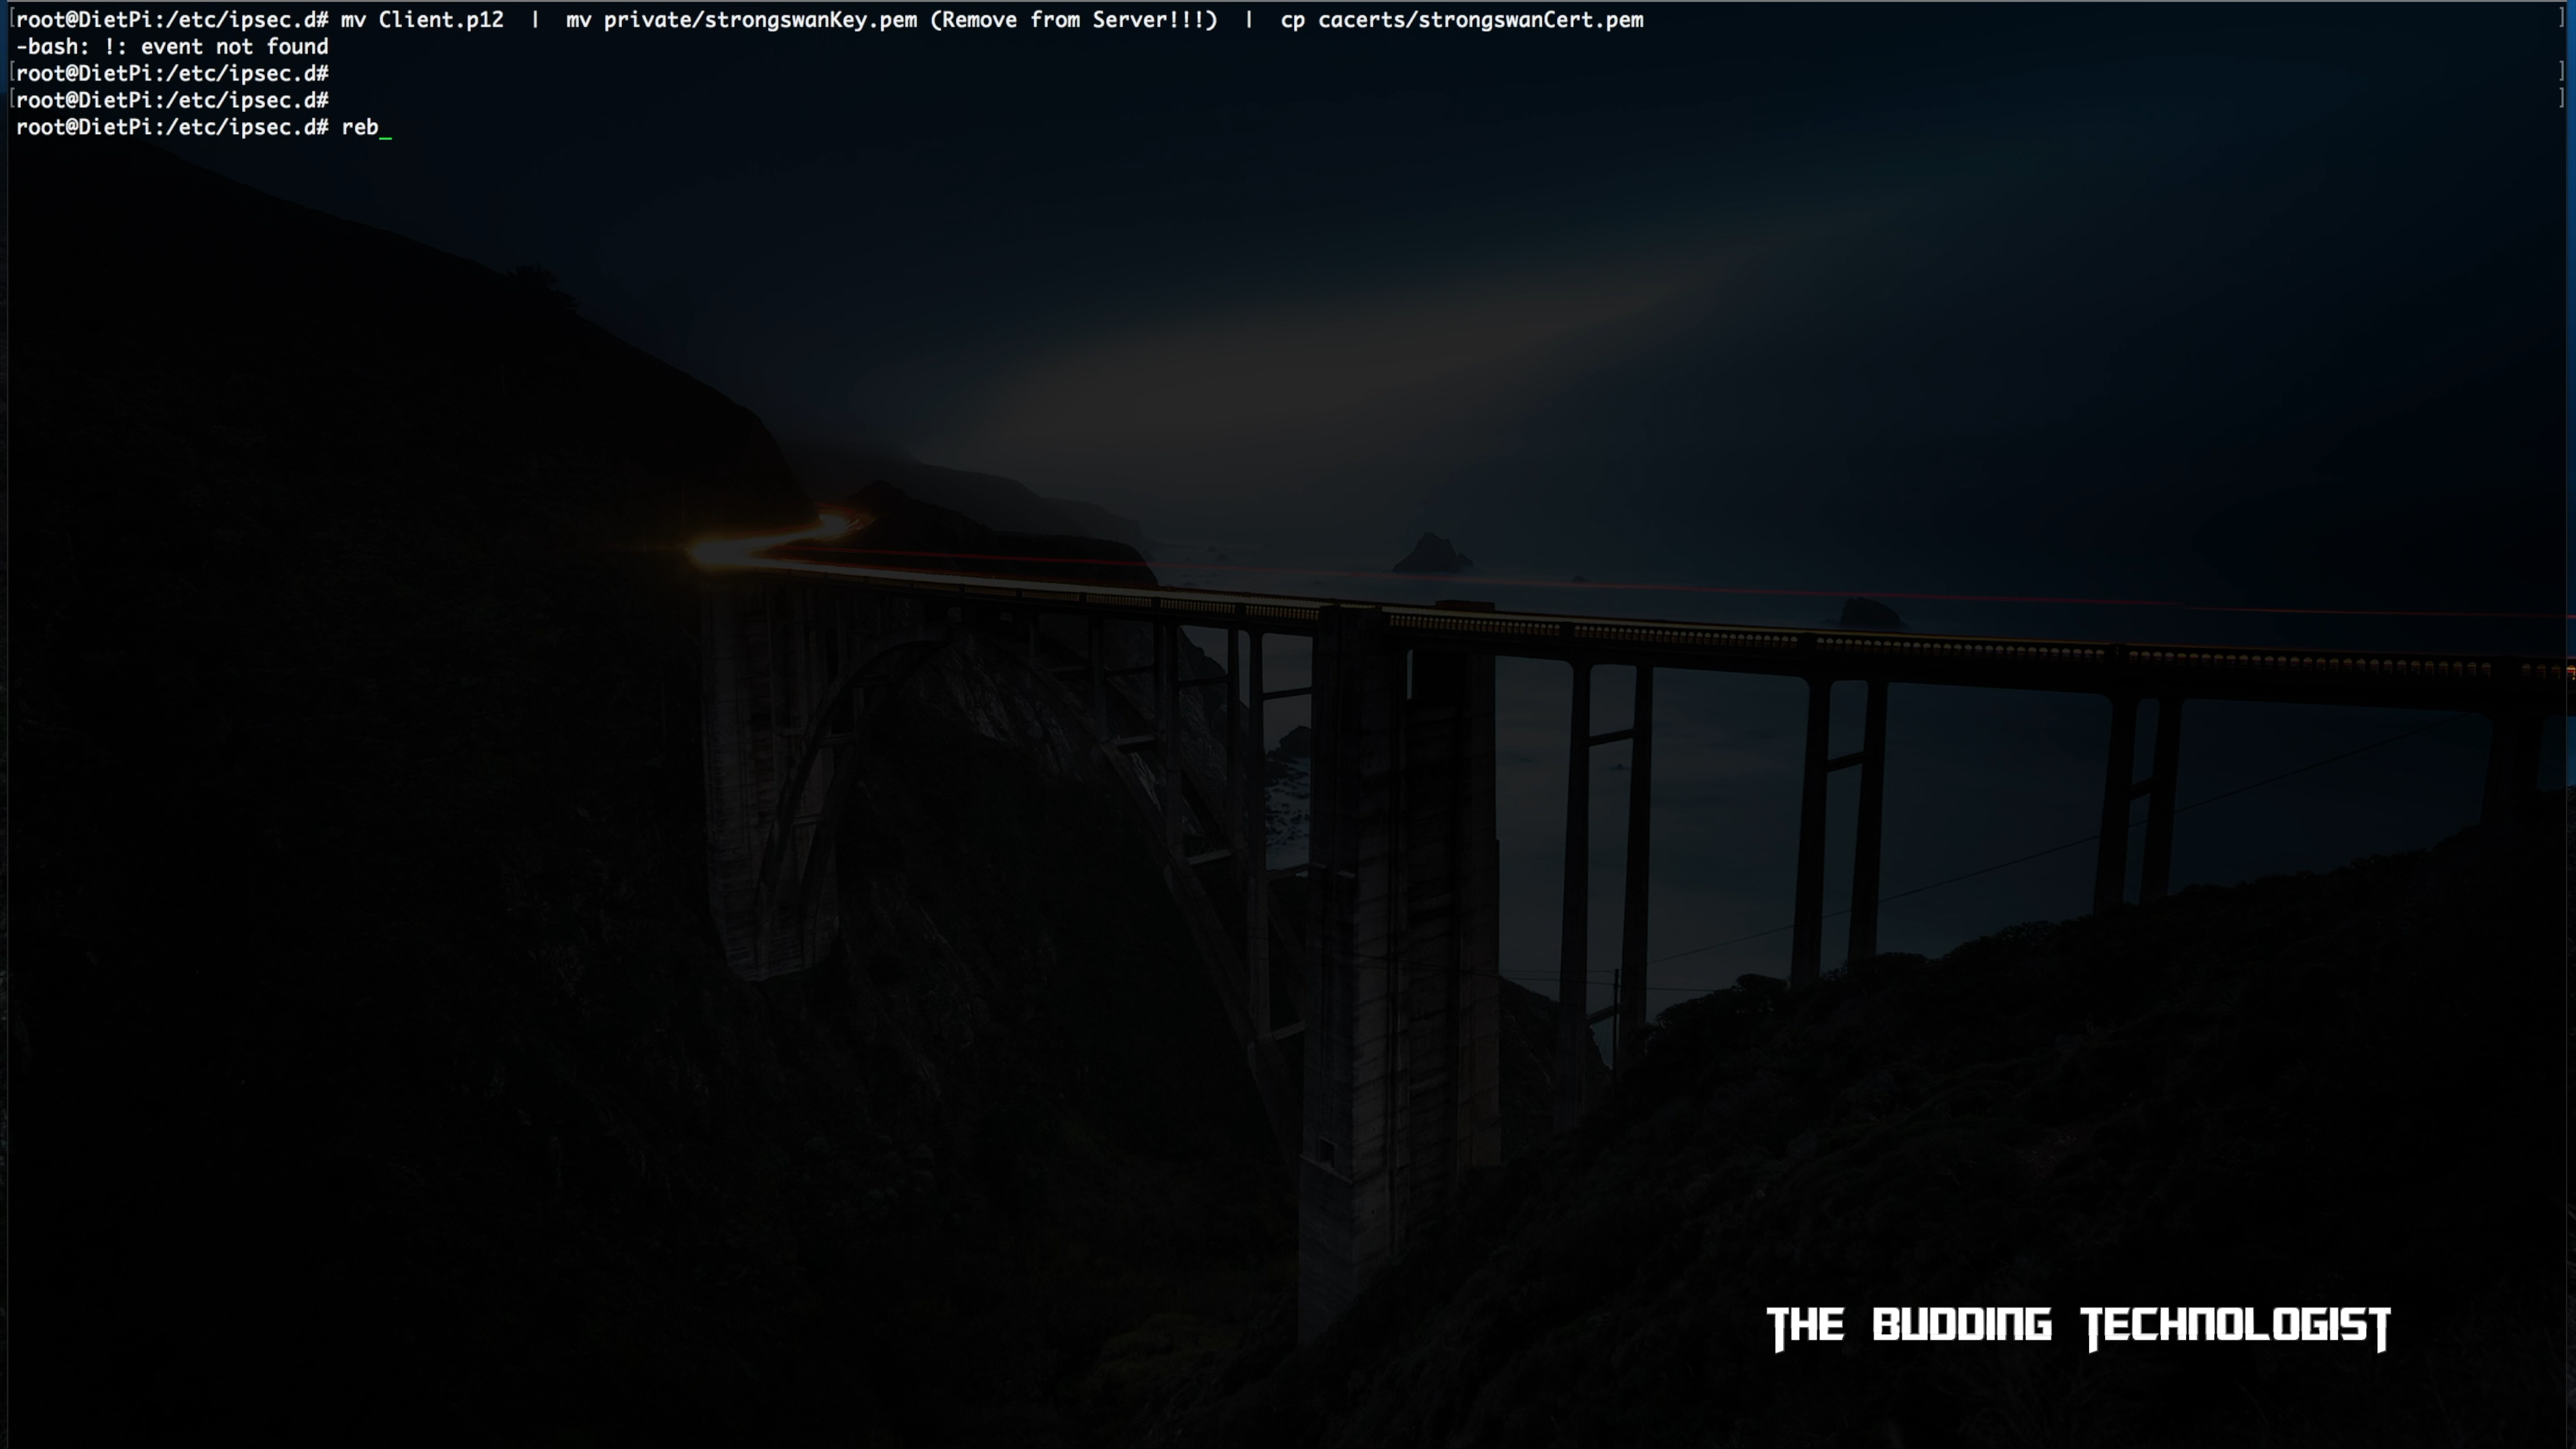 [root@DietPi:/etc/ipsec.d# mv Client.p12  |  mv private/strongswanKey.pem (Remove from Server!!!)  |  cp cacerts/strongswanCert.pem ]
-bash: !: event not found
[root@DietPi:/etc/ipsec.d# ]
[root@DietPi:/etc/ipsec.d# ]
root@DietPi:/etc/ipsec.d# reb_
THE BUDDING TECHNOLOGIST